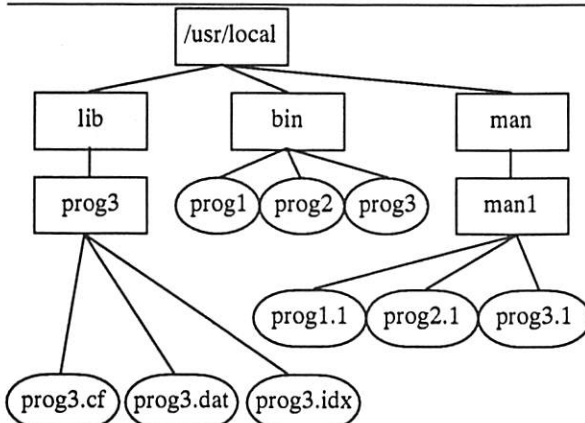 /usr/local
lib bin man
prog3 prog1 prog2 prog3 man1
prog1.1 prog2.1 prog3.1
prog3.cf prog3.dat prog3.idx